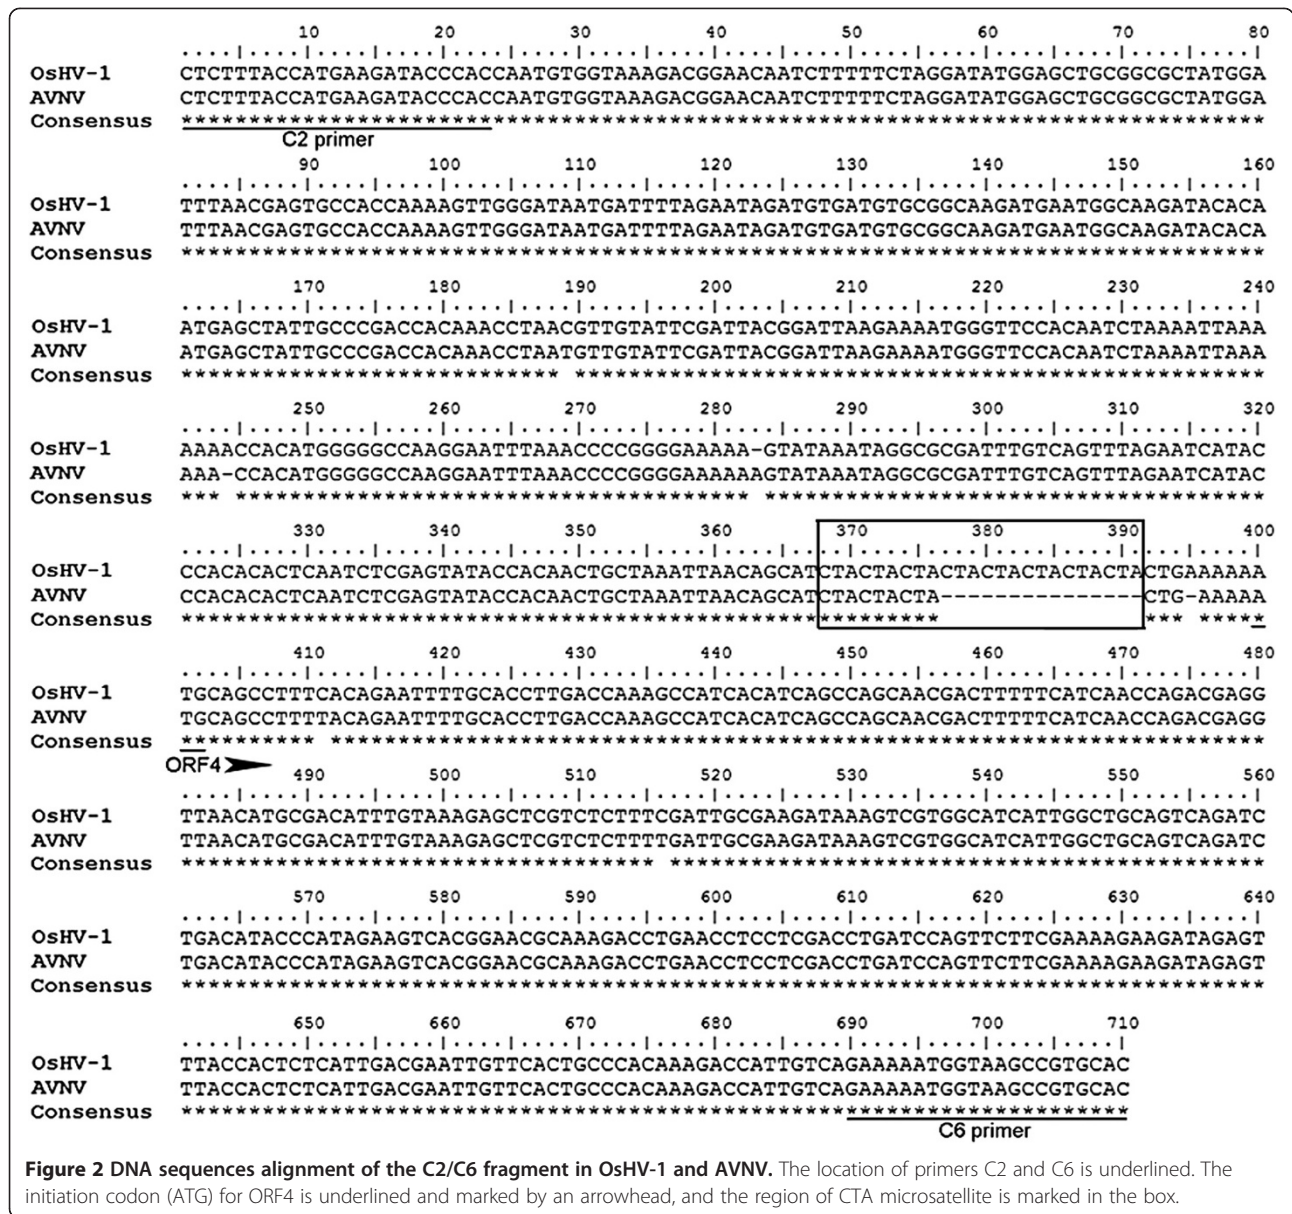 10 20 30 40 50 60 70 80
....|....|....|....|....|....|....|....|....|....|....|....|....|....|....|....|
OsHV-1 CTCTTTACCATGAAGATACCCACCAATGTGGTAAAGACGGAACAATCTTTTTCTAGGATATGGAGCTGCGGCGCTATGGA
AVNV CTCTTTACCATGAAGATACCCACCAATGTGGTAAAGACGGAACAATCTTTTTCTAGGATATGGAGCTGCGGCGCTATGGA
Consensus ********************************************************************************
C2 primer
90 100 110 120 130 140 150 160
....|....|....|....|....|....|....|....|....|....|....|....|....|....|....|....|
OsHV-1 TTTAACGAGTGCCACCAAAAGTTGGGATAATGATTTTAGAATAGATGTGATGTGCGGCAAGATGAATGGCAAGATACACA
AVNV TTTAACGAGTGCCACCAAAAGTTGGGATAATGATTTTAGAATAGATGTGATGTGCGGCAAGATGAATGGCAAGATACACA
Consensus ********************************************************************************
170 180 190 200 210 220 230 240
....|....|....|....|....|....|....|....|....|....|....|....|....|....|....|....|
OsHV-1 ATGAGCTATTGCCCGACCACAAACCTAACGTTGTATTCGATTACGGATTAAGAAAATGGGTTCCACAATCTAAAATTAAA
AVNV ATGAGCTATTGCCCGACCACAAACCTAATGTTGTATTCGATTACGGATTAAGAAAATGGGTTCCACAATCTAAAATTAAA
Consensus **************************** ***************************************************
250 260 270 280 290 300 310 320
....|....|....|....|....|....|....|....|....|....|....|....|....|....|....|....|
OsHV-1 AAAACCACATGGGGGCCAAGGAATTTAAACCCCGGGGAAAAA-GTATAAATAGGCGCGATTTGTCAGTTTAGAATCATAC
AVNV AAA-CCACATGGGGGCCAAGGAATTTAAACCCCGGGGAAAAAAGTATAAATAGGCGCGATTTGTCAGTTTAGAATCATAC
Consensus *** ************************************** *************************************
330 340 350 360 370 380 390 400
....|....|....|....|....|....|....|....|....|....|....|....|....|....|....|....|
OsHV-1 CCACACACTCAATCTCGAGTATACCACAACTGCTAAATTAACAGCATCTACTACTACTACTACTACTACTACTGAAAAAA
AVNV CCACACACTCAATCTCGAGTATACCACAACTGCTAAATTAACAGCATCTACTACTA---------------CTG-AAAAA
Consensus ********************************************************               *** *****
410 420 430 440 450 460 470 480
....|....|....|....|....|....|....|....|....|....|....|....|....|....|....|....|
OsHV-1 TGCAGCCTTTCACAGAATTTTGCACCTTGACCAAAGCCATCACATCAGCCAGCAACGACTTTTTCATCAACCAGACGAGG
AVNV TGCAGCCTTTTACAGAATTTTGCACCTTGACCAAAGCCATCACATCAGCCAGCAACGACTTTTTCATCAACCAGACGAGG
Consensus ********** *********************************************************************
ORF4
490 500 510 520 530 540 550 560
....|....|....|....|....|....|....|....|....|....|....|....|....|....|....|....|
OsHV-1 TTAACATGCGACATTTGTAAAGAGCTCGTCTCTTTCGATTGCGAAGATAAAGTCGTGGCATCATTGGCTGCAGTCAGATC
AVNV TTAACATGCGACATTTGTAAAGAGCTCGTCTCTTTTGATTGCGAAGATAAAGTCGTGGCATCATTGGCTGCAGTCAGATC
Consensus *********************************** ********************************************
570 580 590 600 610 620 630 640
....|....|....|....|....|....|....|....|....|....|....|....|....|....|....|....|
OsHV-1 TGACATACCCATAGAAGTCACGGAACGCAAAGACCTGAACCTCCTCGACCTGATCCAGTTCTTCGAAAAGAAGATAGAGT
AVNV TGACATACCCATAGAAGTCACGGAACGCAAAGACCTGAACCTCCTCGACCTGATCCAGTTCTTCGAAAAGAAGATAGAGT
Consensus ********************************************************************************
650 660 670 680 690 700 710
....|....|....|....|....|....|....|....|....|....|....|....|....|....|
OsHV-1 TTACCACTCTCATTGACGAATTGTTCACTGCCCACAAAGACCATTGTCAGAAAAATGGTAAGCCGTGCAC
AVNV TTACCACTCTCATTGACGAATTGTTCACTGCCCACAAAGACCATTGTCAGAAAAATGGTAAGCCGTGCAC
Consensus **********************************************************************
C6 primer
Figure 2 DNA sequences alignment of the C2/C6 fragment in OsHV-1 and AVNV. The location of primers C2 and C6 is underlined. The
initiation codon (ATG) for ORF4 is underlined and marked by an arrowhead, and the region of CTA microsatellite is marked in the box.